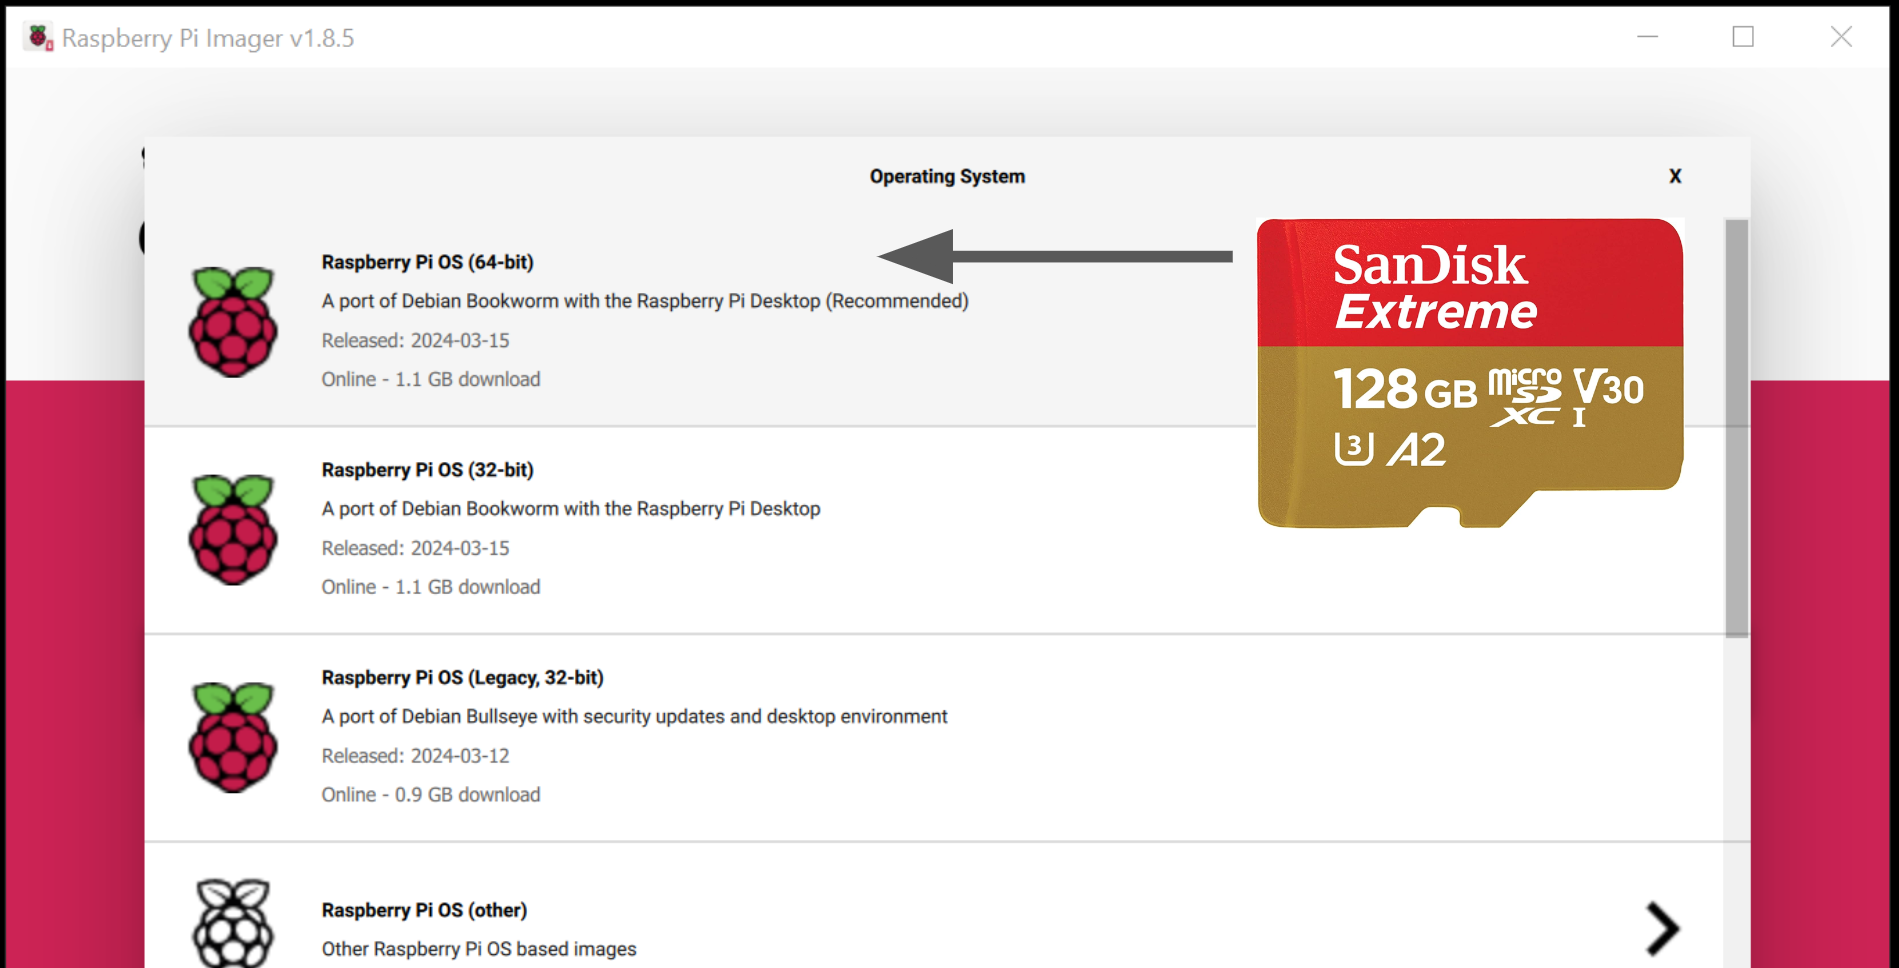 Raspberry Pi Imager v1.8.5
Operating System
X
Raspberry Pi OS (64-bit)
A port of Debian Bookworm with the Raspberry Pi Desktop (Recommended)
Released: 2024-03-15
Online - 1.1 GB download
SanDisk
Extreme
128 GB micro SD XC I V30
U3 A2
Raspberry Pi OS (32-bit)
A port of Debian Bookworm with the Raspberry Pi Desktop
Released: 2024-03-15
Online - 1.1 GB download
Raspberry Pi OS (Legacy, 32-bit)
A port of Debian Bullseye with security updates and desktop environment
Released: 2024-03-12
Online - 0.9 GB download
Raspberry Pi OS (other)
Other Raspberry Pi OS based images